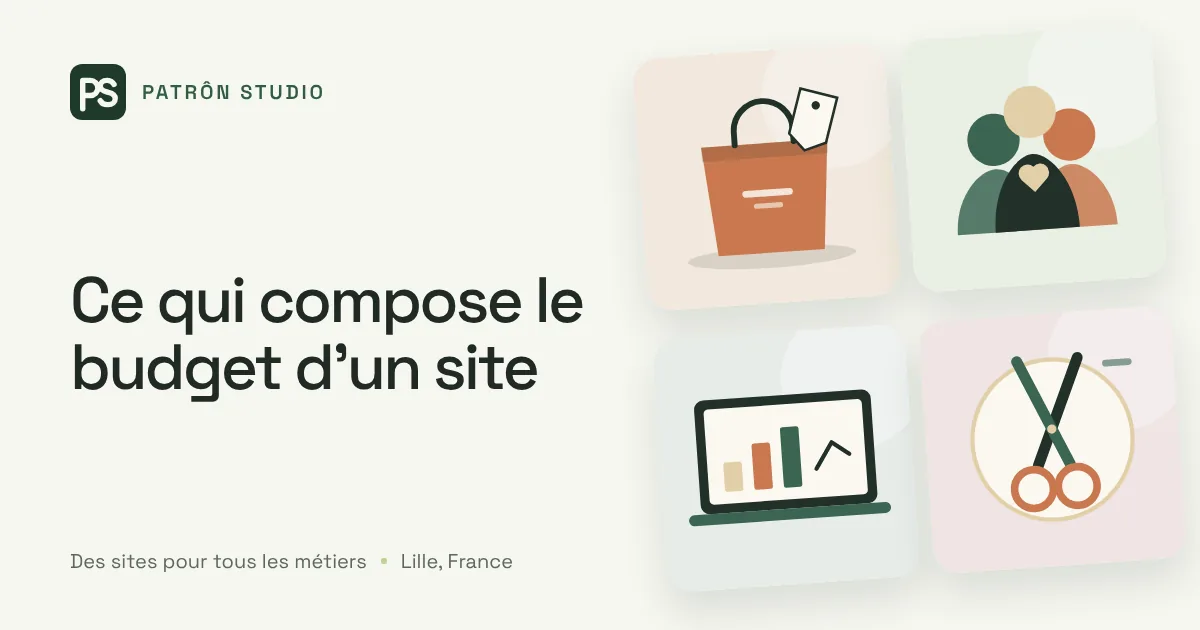 PS PATRÔN STUDIO
Ce qui compose le
budget d’un site
Des sites pour tous les métiers • Lille, France